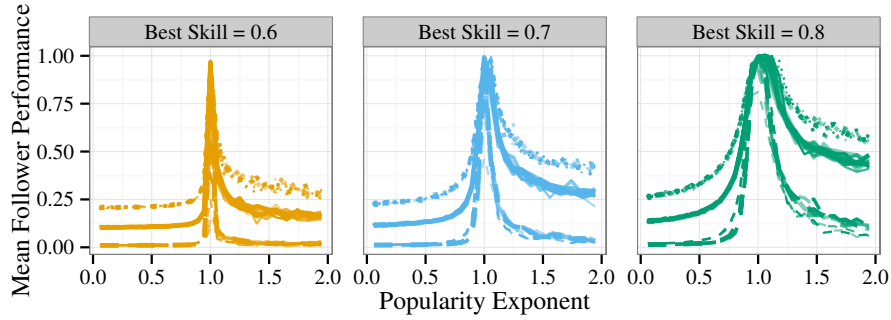 Best Skill = 0.6
Best Skill = 0.7
Best Skill = 0.8
Mean Follower Performance
1.00
0.75
0.50
0.25
0.00
0.0 0.5 1.0 1.5 2.0
0.0 0.5 1.0 1.5 2.0
0.0 0.5 1.0 1.5 2.0
Popularity Exponent